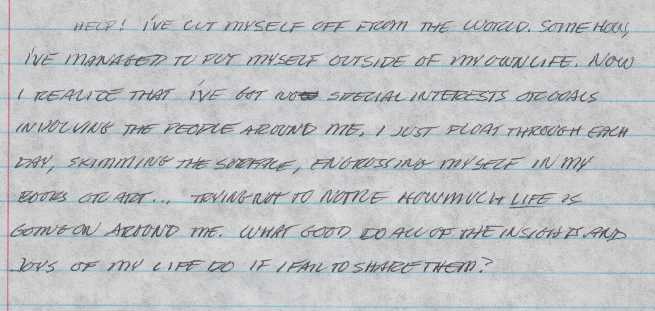 HELP! I'VE CUT MYSELF OFF FROM THE WORLD. SOMEHOW,
I'VE MANAGED TO PUT MYSELF OUTSIDE OF MY OWN LIFE. NOW
I REALIZE THAT I'VE GOT NO SPECIAL INTERESTS OR GOALS
INVOLVING THE PEOPLE AROUND ME. I JUST FLOAT THROUGH EACH
DAY, SKIMMING THE SURFACE, ENGROSSING MYSELF IN MY
BOOKS OR ART... TRYING NOT TO NOTICE HOW MUCH LIFE IS
GOING ON AROUND ME. WHAT GOOD DO ALL OF THE INSIGHTS AND
JOYS OF MY LIFE DO IF I FAIL TO SHARE THEM?